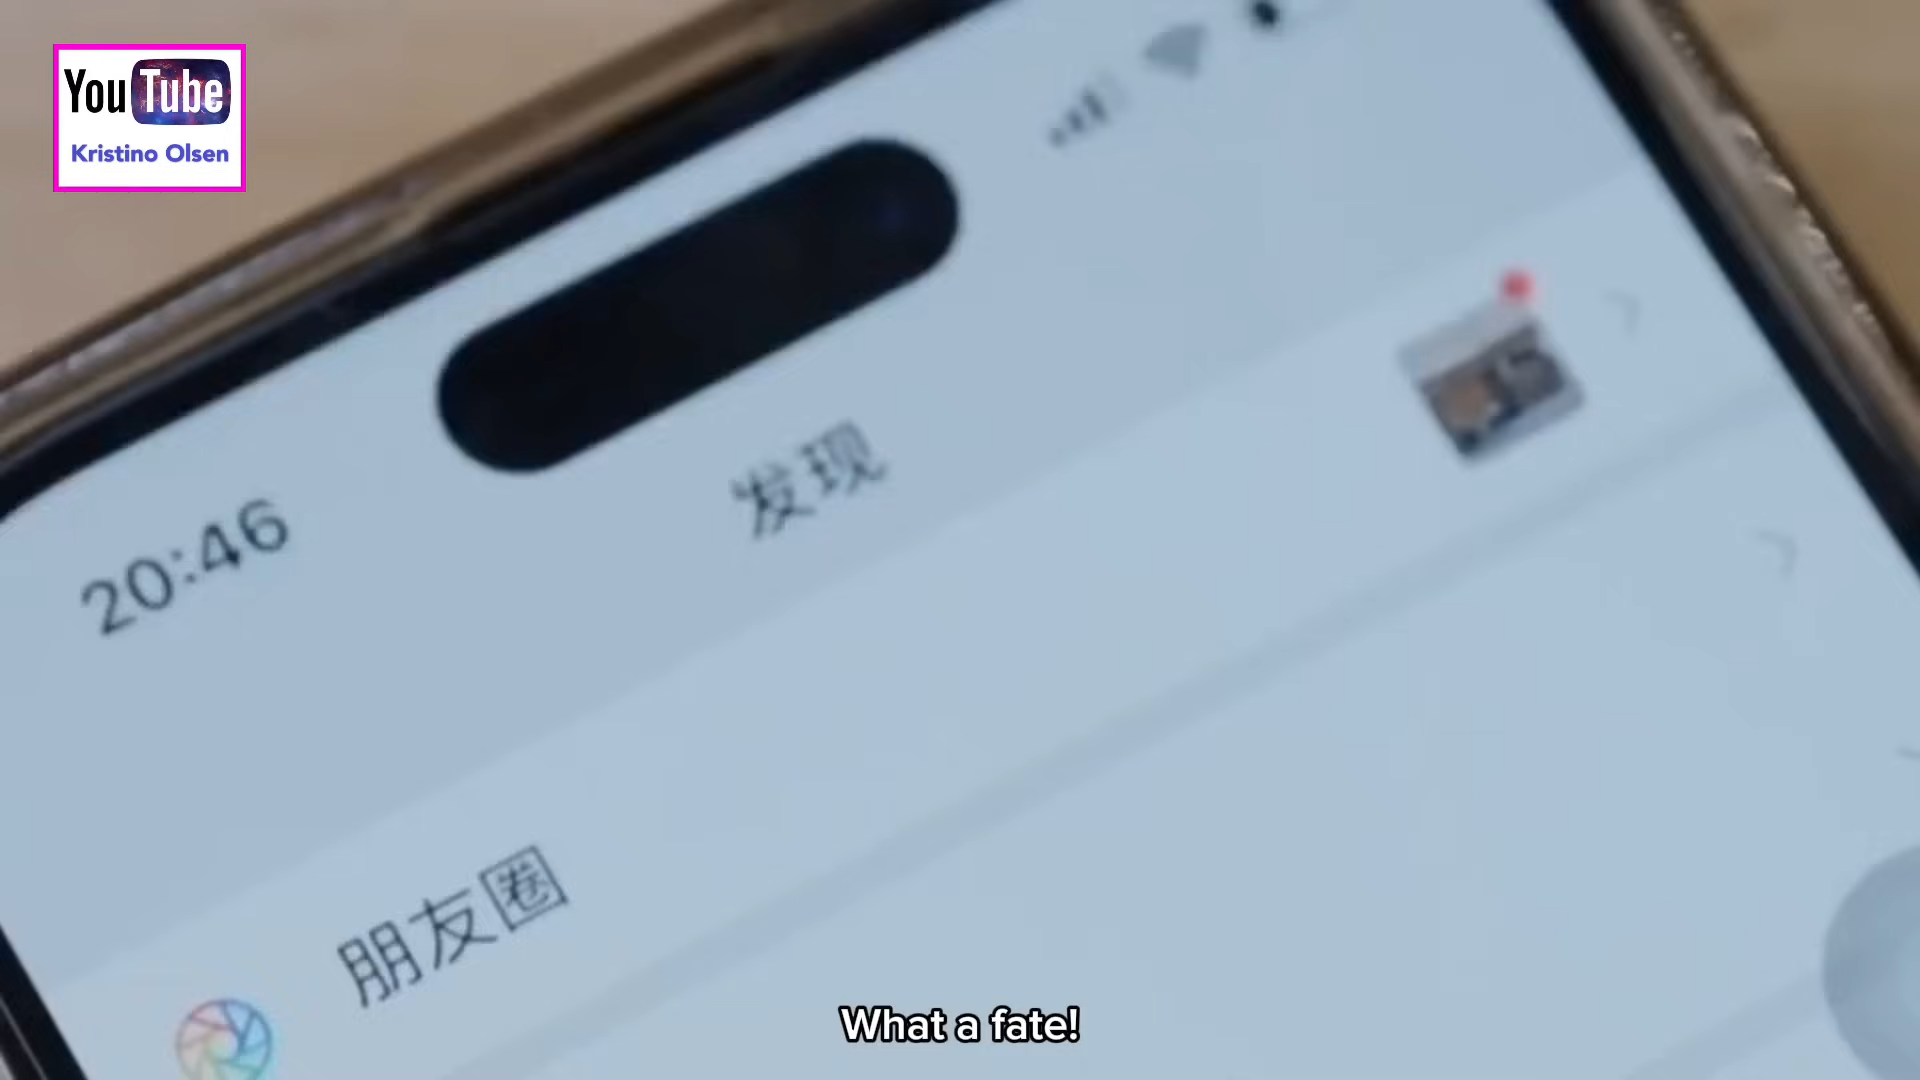 YouTube
Kristino Olsen
20:46
发现
朋友圈
What a fate!